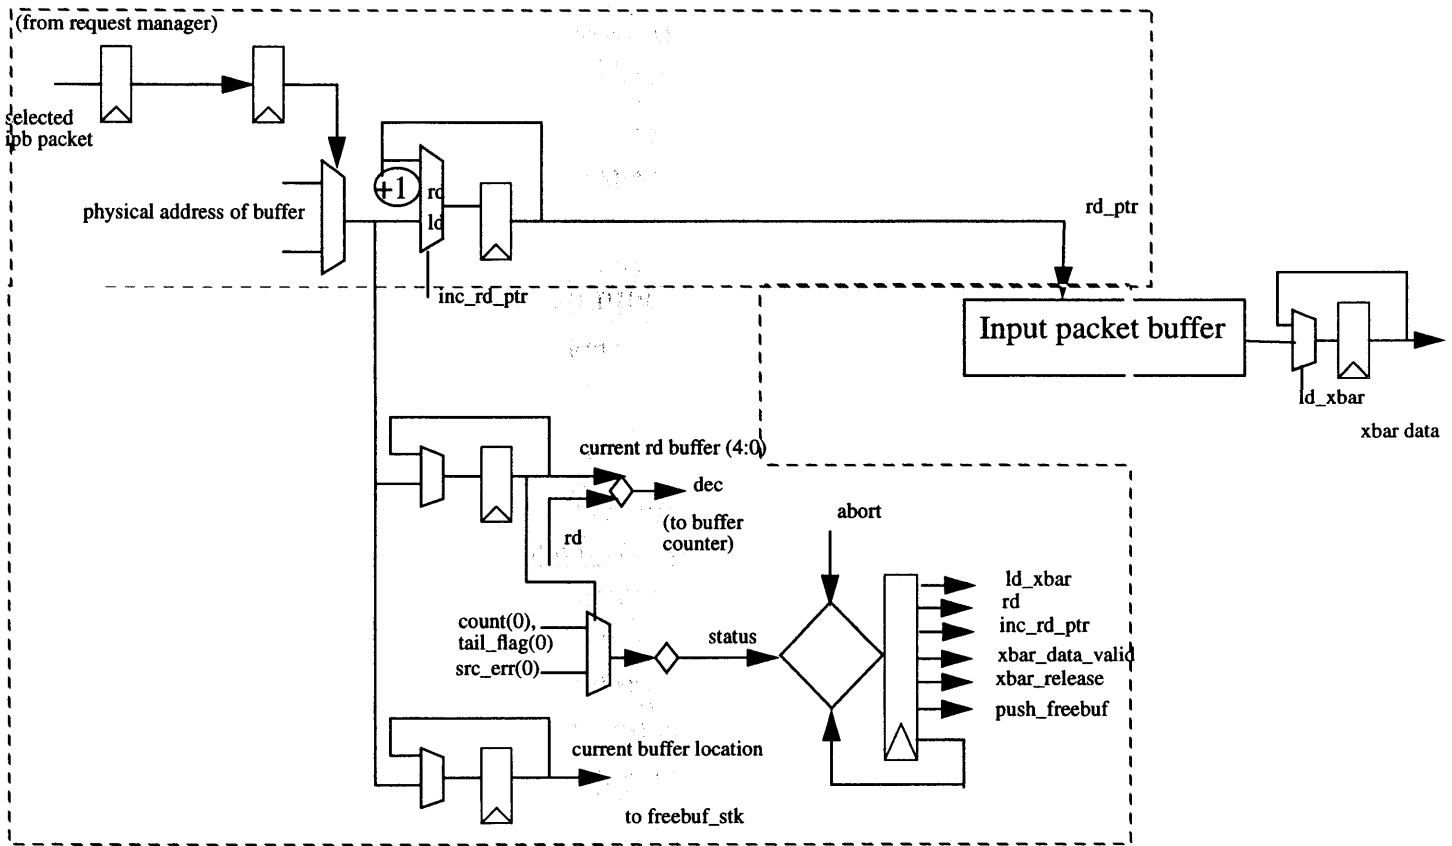 (from request manager)
selected
ipb packet
+1
rd
physical address of buffer
ld
rd_ptr
inc_rd_ptr
Input packet buffer
ld_xbar
xbar data
current rd buffer (4:0)
dec
(to buffer
counter)
rd
abort
ld_xbar
rd
inc_rd_ptr
xbar_data_valid
xbar_release
push_freebuf
count(0),
tail_flag(0)
src_err(0)
status
current buffer location
to freebuf_stk